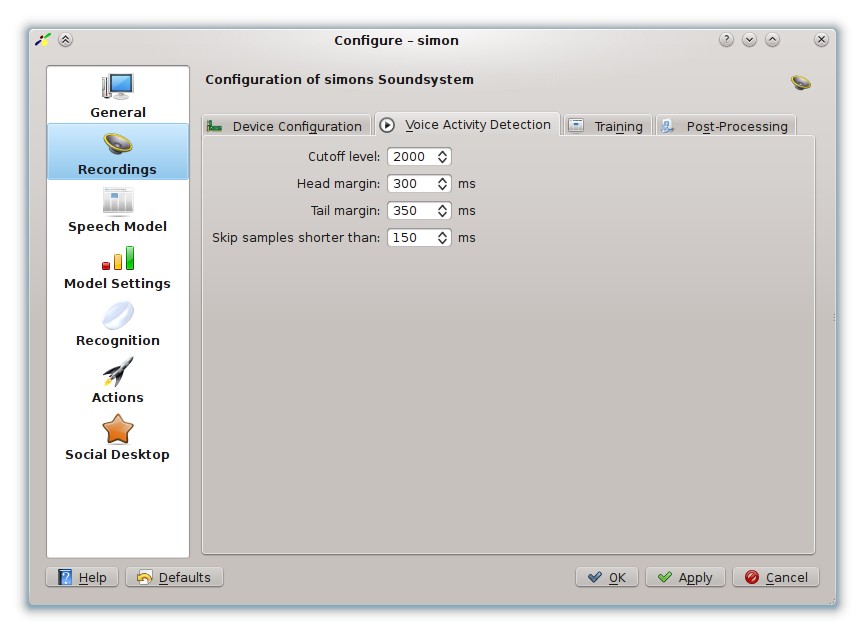 Configure – simon
General
Recordings
Speech Model
Model Settings
Recognition
Actions
Social Desktop
Configuration of simons Soundsystem
Device Configuration Voice Activity Detection Training Post-Processing
Cutoff level: 2000
Head margin: 300 ms
Tail margin: 350 ms
Skip samples shorter than: 150 ms
Help Defaults OK Apply Cancel